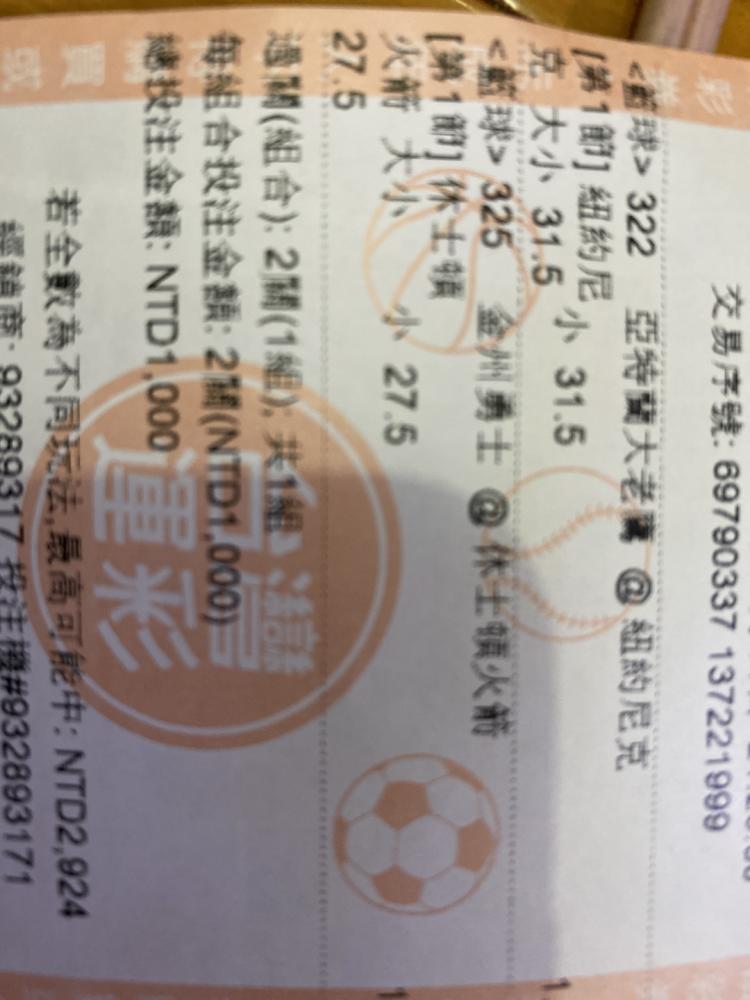 交易序號: 69790337 137221999
<籃球> 322 亞特蘭大老鷹 @ 紐約尼克
[第1節] 紐約尼
克 大小 31.5 小 31.5
<籃球> 325 金州勇士 @ 休士頓火箭
[第1節] 休士頓
火箭 大小 小 27.5
27.5
過關(組合): 2關(1組); 共1組
每組合投注金額: 2關(NTD1,000)
總投注金額: NTD1,000
若全數為不同玩法,最高可能中: NTD2,924
經銷商: 93289317 投注機#932893171
台灣
運彩